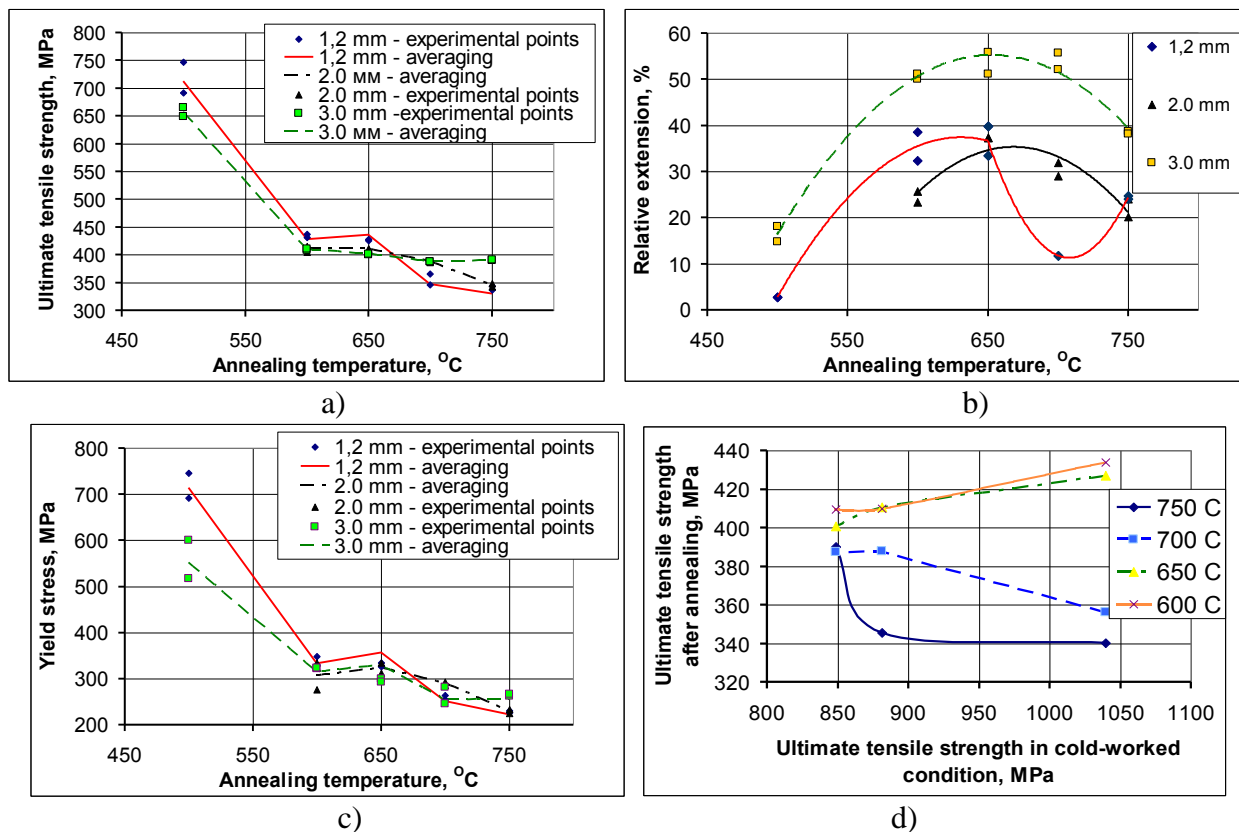 800
750
700
650
600
550
500
450
400
350
300
450
550
650
750
Ultimate tensile strength, MPa
Annealing temperature, °C
1,2 mm - experimental points
1,2 mm - averaging
2.0 мм - averaging
2.0 mm - experimental points
3.0 mm -experimental points
3.0 мм - averaging
a)
60
50
40
30
20
10
0
450
550
650
750
Relative extension, %
Annealing temperature, °C
1,2 mm
2.0 mm
3.0 mm
b)
800
700
600
500
400
300
200
450
550
650
750
Yield stress, MPa
Annealing temperature, °C
1,2 mm - experimental points
1,2 mm - averaging
2.0 mm - averaging
2.0 mm - experimental points
3.0 mm - experimental points
3.0 mm - averaging
c)
440
420
400
380
360
340
320
800
850
900
950
1000
1050
1100
Ultimate tensile strength
after annealing, MPa
Ultimate tensile strength in cold-worked
condition, MPa
750 C
700 C
650 C
600 C
d)